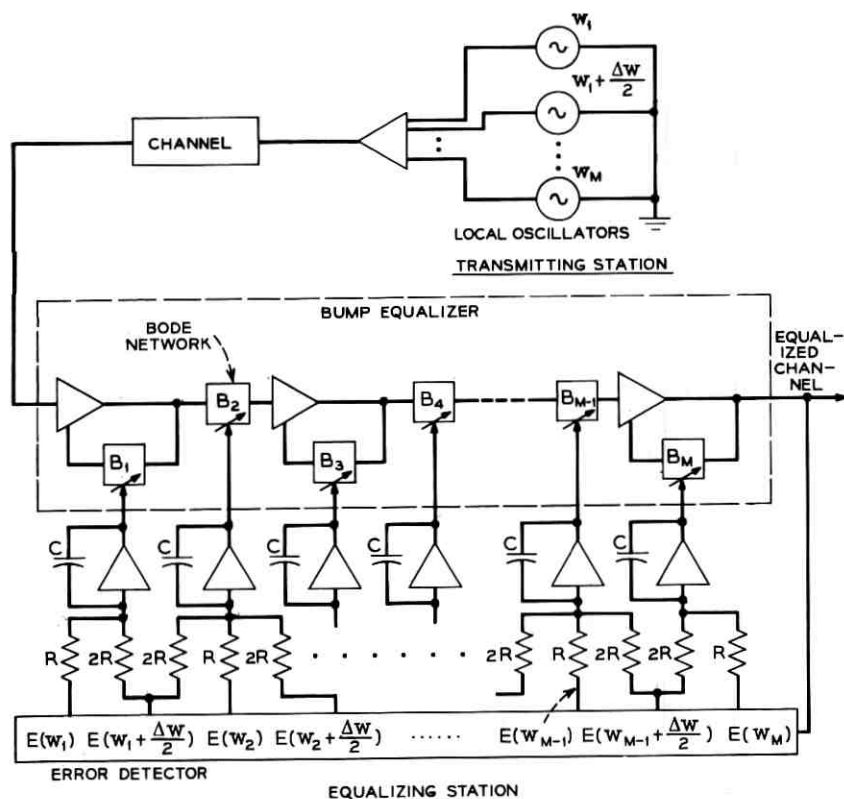 W₁
W₁ + ΔW/2
CHANNEL
W_M
LOCAL OSCILLATORS
TRANSMITTING STATION
BUMP EQUALIZER
BODE NETWORK
EQUAL-
IZED
CHAN-
NEL
B₂ B₄ B_M-1
B₁ B₃ B_M
C C C C C C
R 2R 2R R 2R 2R R 2R 2R R
E(W₁) E(W₁ + ΔW/2) E(W₂) E(W₂ + ΔW/2) ...... E(W_M-1) E(W_M-1 + ΔW/2) E(W_M)
ERROR DETECTOR
EQUALIZING STATION